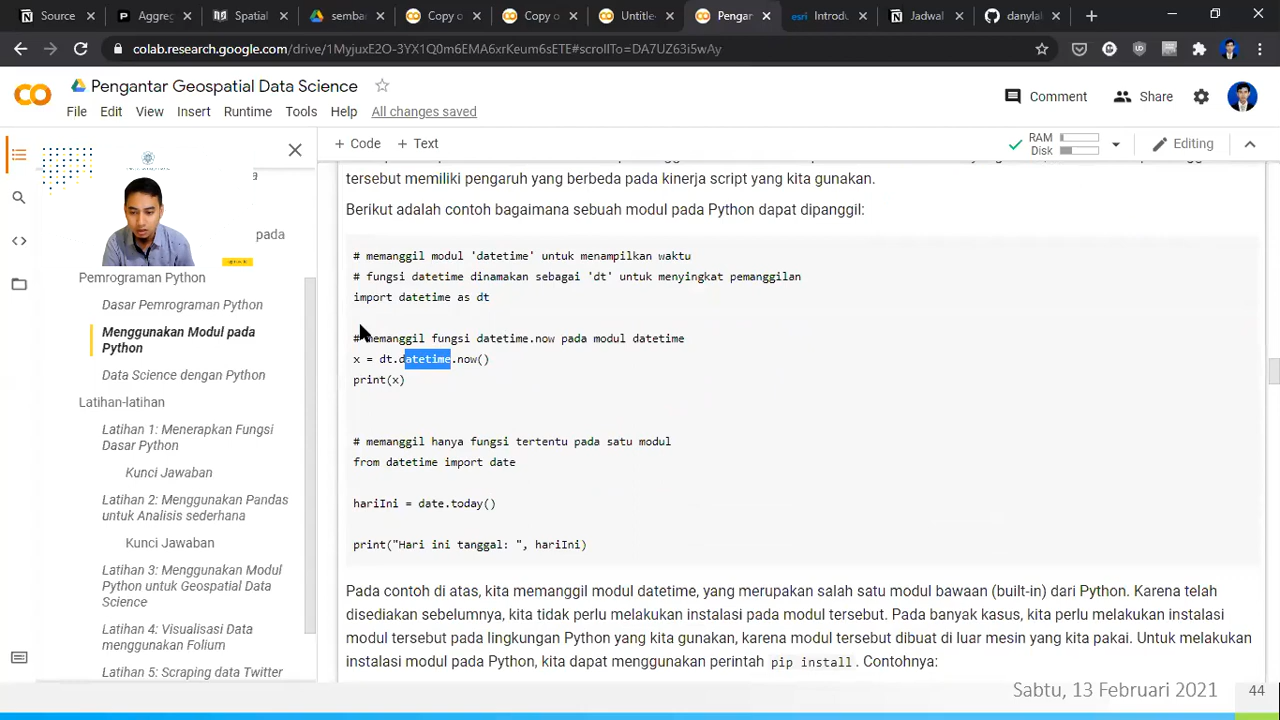 Source
Aggreg
Spatial
semba
Copy o
Copy o
Untitle
Pengar
Introdu
Jadwal
danylak
colab.research.google.com/drive/1MyjuxE2O-3YX1Q0m6EMA6xrKeum6sETE#scrollTo=DA7UZ63i5wAy
Pengantar Geospatial Data Science
File Edit View Insert Runtime Tools Help All changes saved
Comment Share
+ Code + Text
RAM
Disk
Editing
pada
Pemrograman Python
Dasar Pemrograman Python
Menggunakan Modul pada
Python
Data Science dengan Python
Latihan-latihan
Latihan 1: Menerapkan Fungsi
Dasar Python
Kunci Jawaban
Latihan 2: Menggunakan Pandas
untuk Analisis sederhana
Kunci Jawaban
Latihan 3: Menggunakan Modul
Python untuk Geospatial Data
Science
Latihan 4: Visualisasi Data
menggunakan Folium
Latihan 5: Scraping data Twitter
tersebut memiliki pengaruh yang berbeda pada kinerja script yang kita gunakan.
Berikut adalah contoh bagaimana sebuah modul pada Python dapat dipanggil:
# memanggil modul 'datetime' untuk menampilkan waktu
# fungsi datetime dinamakan sebagai 'dt' untuk menyingkat pemanggilan
import datetime as dt
# memanggil fungsi datetime.now pada modul datetime
x = dt.datetime.now()
print(x)
# memanggil hanya fungsi tertentu pada satu modul
from datetime import date
hariIni = date.today()
print("Hari ini tanggal: ", hariIni)
Pada contoh di atas, kita memanggil modul datetime, yang merupakan salah satu modul bawaan (built-in) dari Python. Karena telah
disediakan sebelumnya, kita tidak perlu melakukan instalasi pada modul tersebut. Pada banyak kasus, kita perlu melakukan instalasi
modul tersebut pada lingkungan Python yang kita gunakan, karena modul tersebut dibuat di luar mesin yang kita pakai. Untuk melakukan
instalasi modul pada Python, kita dapat menggunakan perintah pip install. Contohnya:
Sabtu, 13 Februari 2021 44